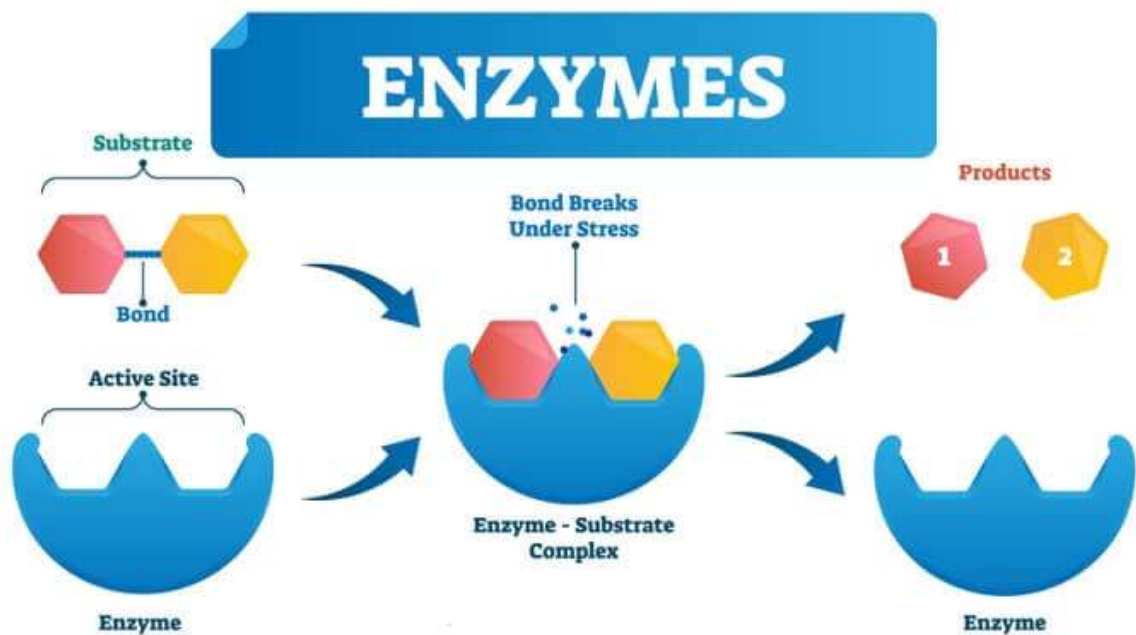 ENZYMES
Substrate
Bond
Active Site
Enzyme
Bond Breaks
Under Stress
Enzyme - Substrate
Complex
Products
1
2
Enzyme